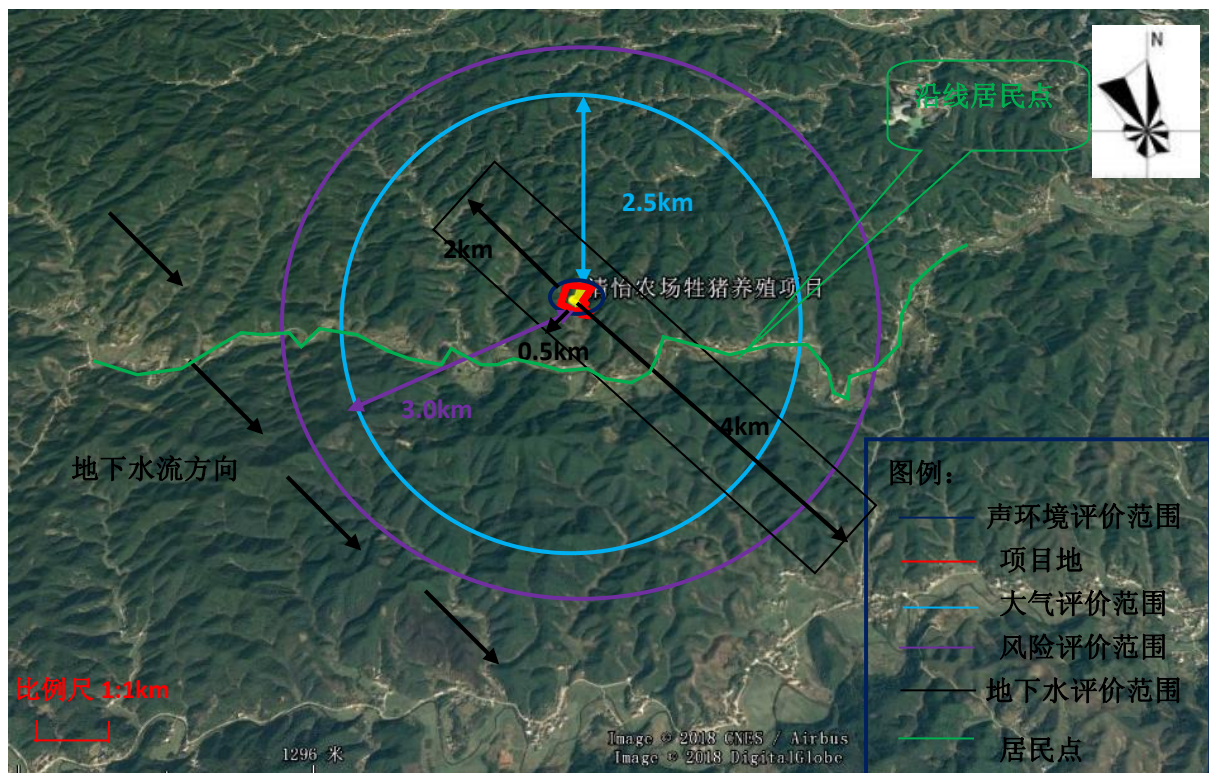 N
沿线居民点
2.5km
2km
清怡农场牲猪养殖项目
0.5km
3.0km
4km
地下水流方向
图例：
声环境评价范围
项目地
大气评价范围
风险评价范围
地下水评价范围
居民点
比例尺 1:1km
1296 米
Image © 2018 CNES / Airbus
Image © 2018 DigitalGlobe